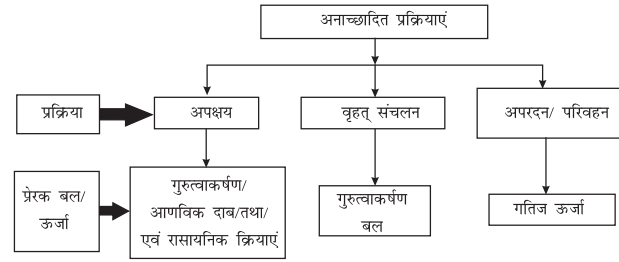 अनाच्छादित प्रक्रियाएं
प्रक्रिया
अपक्षय
वृहत् संचलन
अपरदन/ परिवहन
प्रेरक बल/
ऊर्जा
गुरुत्वाकर्षण/
आणविक दाब/तथा/
एवं रासायनिक क्रियाएं
गुरुत्वाकर्षण
बल
गतिज ऊर्जा